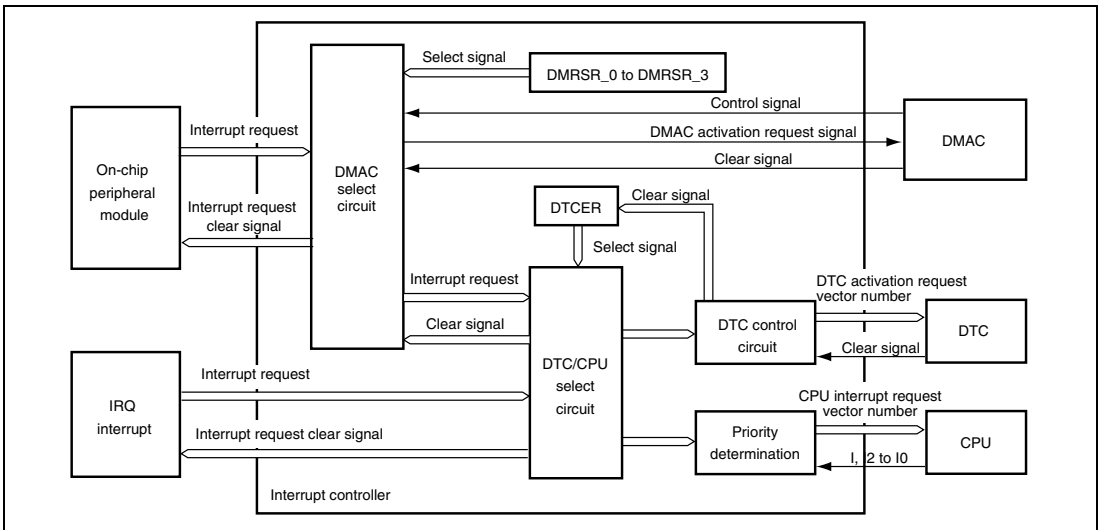 Select signal
DMRSR_0 to DMRSR_3
Control signal
DMAC activation request signal
Clear signal
DMAC
Interrupt request
On-chip
peripheral
module
Interrupt request
clear signal
DMAC
select
circuit
DTCER
Clear signal
Select signal
Interrupt request
Clear signal
DTC/CPU
select
circuit
DTC control
circuit
DTC activation request
vector number
DTC
Clear signal
IRQ
interrupt
Interrupt request
Interrupt request clear signal
Priority
determination
CPU interrupt request
vector number
CPU
I, I2 to I0
Interrupt controller